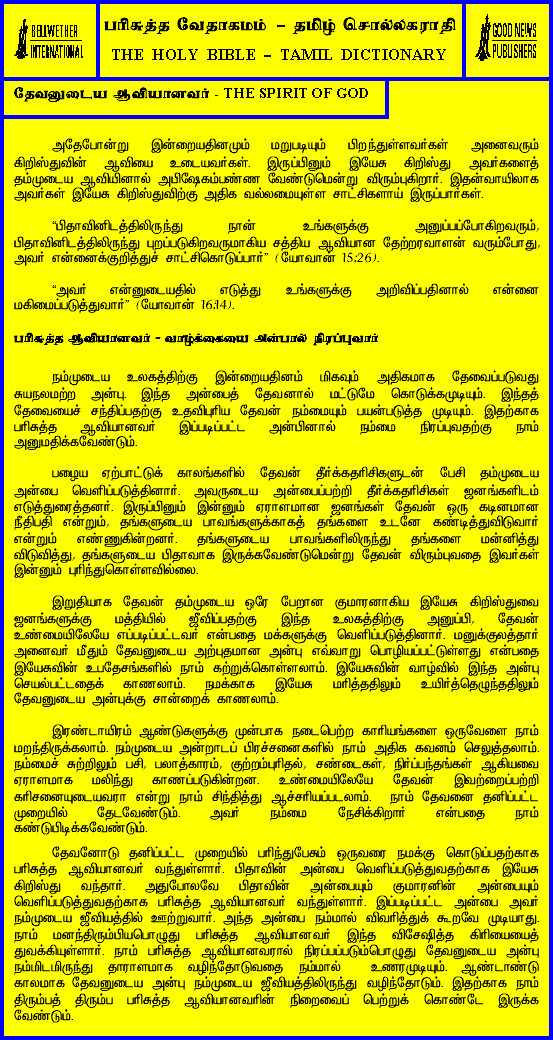 BELLWETHER
INTERNATIONAL
பரிசுத்த வேதாகமம் – தமிழ் சொல்லகராதி
THE HOLY BIBLE – TAMIL DICTIONARY
GOOD NEWS
PUBLISHERS
தேவனுடைய ஆவியானவர் - THE SPIRIT OF GOD
அதேபோன்று இன்றையதினமும் மறுபடியும் பிறந்துள்ளவர்கள் அனைவரும்
கிறிஸ்துவின் ஆவியை உடையவர்கள். இருப்பினும் இயேசு கிறிஸ்து அவர்களைத்
தம்முடைய ஆவியினால் அபிஷேகம்பண்ண வேண்டுமென்று விரும்புகிறார். இதன்வாயிலாக
அவர்கள் இயேசு கிறிஸ்துவிற்கு அதிக வல்லமையுள்ள சாட்சிகளாய் இருப்பார்கள்.
“பிதாவினிடத்திலிருந்து நான் உங்களுக்கு அனுப்பப்போகிறவரும்,
பிதாவினிடத்திலிருந்து புறப்படுகிறவருமாகிய சத்திய ஆவியான தேற்றரவாளன் வரும்போது,
அவர் என்னைக்குறித்துச் சாட்சிகொடுப்பார்” (யோவான் 15:26).
“அவர் என்னுடையதில் எடுத்து உங்களுக்கு அறிவிப்பதினால் என்னை
மகிமைப்படுத்துவார்” (யோவான் 16:14).
பரிசுத்த ஆவியானவர் - வாழ்க்கையை அன்பால் நிரப்புவார்
நம்முடைய உலகத்திற்கு இன்றையதினம் மிகவும் அதிகமாக தேவைப்படுவது
சுயநலமற்ற அன்பு. இந்த அன்பைத் தேவனால் மட்டுமே கொடுக்கமுடியும். இந்தத்
தேவையைச் சந்திப்பதற்கு உதவிபுரிய தேவன் நம்மையும் பயன்படுத்த முடியும். இதற்காக
பரிசுத்த ஆவியானவர் இப்படிப்பட்ட அன்பினால் நம்மை நிரப்புவதற்கு நாம்
அனுமதிக்கவேண்டும்.
பழைய ஏற்பாட்டுக் காலங்களில் தேவன் தீர்க்கதரிசிகளுடன் பேசி தம்முடைய
அன்பை வெளிப்படுத்தினார். அவருடைய அன்பைப்பற்றி தீர்க்கதரிசிகள் ஜனங்களிடம்
எடுத்துரைத்தனர். இருப்பினும் இன்னும் ஏராளமான ஜனங்கள் தேவன் ஒரு கடினமான
நீதிபதி என்றும், தங்களுடைய பாவங்களுக்காகத் தங்களை உடனே கண்டித்துவிடுவார்
என்றும் எண்ணுகின்றனர். தங்களுடைய பாவங்களிலிருந்து தங்களை மன்னித்து
விடுவித்து, தங்களுடைய பிதாவாக இருக்கவேண்டுமென்று தேவன் விரும்புவதை இவர்கள்
இன்னும் புரிந்துகொள்ளவில்லை.
இறுதியாக தேவன் தம்முடைய ஒரே பேறான குமாரனாகிய இயேசு கிறிஸ்துவை
ஜனங்களுக்கு மத்தியில் ஜீவிப்பதற்கு இந்த உலகத்திற்கு அனுப்பி, தேவன்
உண்மையிலேயே எப்படிப்பட்டவர் என்பதை மக்களுக்கு வெளிப்படுத்தினார். மனுக்குலத்தார்
அனைவர் மீதும் தேவனுடைய அற்புதமான அன்பு எவ்வாறு பொழியப்பட்டுள்ளது என்பதை
இயேசுவின் உபதேசங்களில் நாம் கற்றுக்கொள்ளலாம். இயேசுவின் வாழ்வில் இந்த அன்பு
செயல்பட்டதைக் காணலாம். நமக்காக இயேசு மரித்ததிலும் உயிர்த்தெழுந்ததிலும்
தேவனுடைய அன்புக்கு சான்றைக் காணலாம்.
இரண்டாயிரம் ஆண்டுகளுக்கு முன்பாக நடைபெற்ற காரியங்களை ஒருவேளை நாம்
மறந்திருக்கலாம். நம்முடைய அன்றாடப் பிரச்சனைகளில் நாம் அதிக கவனம் செலுத்தலாம்.
நம்மைச் சுற்றிலும் பசி, பலாத்காரம், குற்றம்புரிதல், சண்டைகள், நிர்ப்பந்தங்கள் ஆகியவை
ஏராளமாக மலிந்து காணப்படுகின்றன. உண்மையிலேயே தேவன் இவற்றைப்பற்றி
கரிசனையுடையவரா என்று நாம் சிந்தித்து ஆச்சரியப்படலாம். நாம் தேவனை தனிப்பட்ட
முறையில் தேடவேண்டும். அவர் நம்மை நேசிக்கிறார் என்பதை நாம்
கண்டுபிடிக்கவேண்டும்.
தேவனோடு தனிப்பட்ட முறையில் பரிந்துபேசும் ஒருவரை நமக்கு கொடுப்பதற்காக
பரிசுத்த ஆவியானவர் வந்துள்ளார். பிதாவின் அன்பை வெளிப்படுத்துவதற்காக இயேசு
கிறிஸ்து வந்தார். அதுபோலவே பிதாவின் அன்பையும் குமாரனின் அன்பையும்
வெளிப்படுத்துவதற்காக பரிசுத்த ஆவியானவர் வந்துள்ளார். இப்படிப்பட்ட அன்பை அவர்
நம்முடைய ஜீவியத்தில் ஊற்றுவார். அந்த அன்பை நம்மால் விவரித்துக் கூறவே முடியாது.
நாம் மனந்திரும்பியபொழுது பரிசுத்த ஆவியானவர் இந்த விசேஷித்த கிரியையைத்
துவக்கியுள்ளார். நாம் பரிசுத்த ஆவியானவரால் நிரப்பப்படும்பொழுது தேவனுடைய அன்பு
நம்மிடமிருந்து தாராளமாக வழிந்தோடுவதை நம்மால் உணரமுடியும். ஆண்டாண்டு
காலமாக தேவனுடைய அன்பு நம்முடைய ஜீவியத்திலிருந்து வழிந்தோடும். இதற்காக நாம்
திரும்பத் திரும்ப பரிசுத்த ஆவியானவரின் நிறைவைப் பெற்றுக் கொண்டே இருக்க
வேண்டும்.